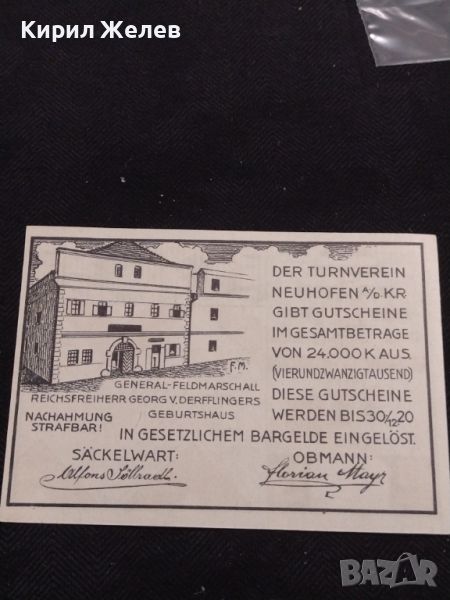 Кирил Желев
DER TURNVEREIN
NEUHOFEN A/D. KR.
GIBT GUTSCHEINE
IM GESAMTBETRAGE
VON 24.000 K AUS.
(VIERUNDZWANZIGTAUSEND)
DIESE GUTSCHEINE
WERDEN BIS 30/12 20
IN GESETZLICHEM BARGELDE EINGELÖST.
F.M.
GENERAL-FELDMARSCHALL
REICHSFREIHERR GEORG V. DERFFLINGERS
GEBURTSHAUS
NACHAHMUNG
STRAFBAR!
SÄCKELWART:
Alfons
OBMANN:
Florian Mayr
BAZAR